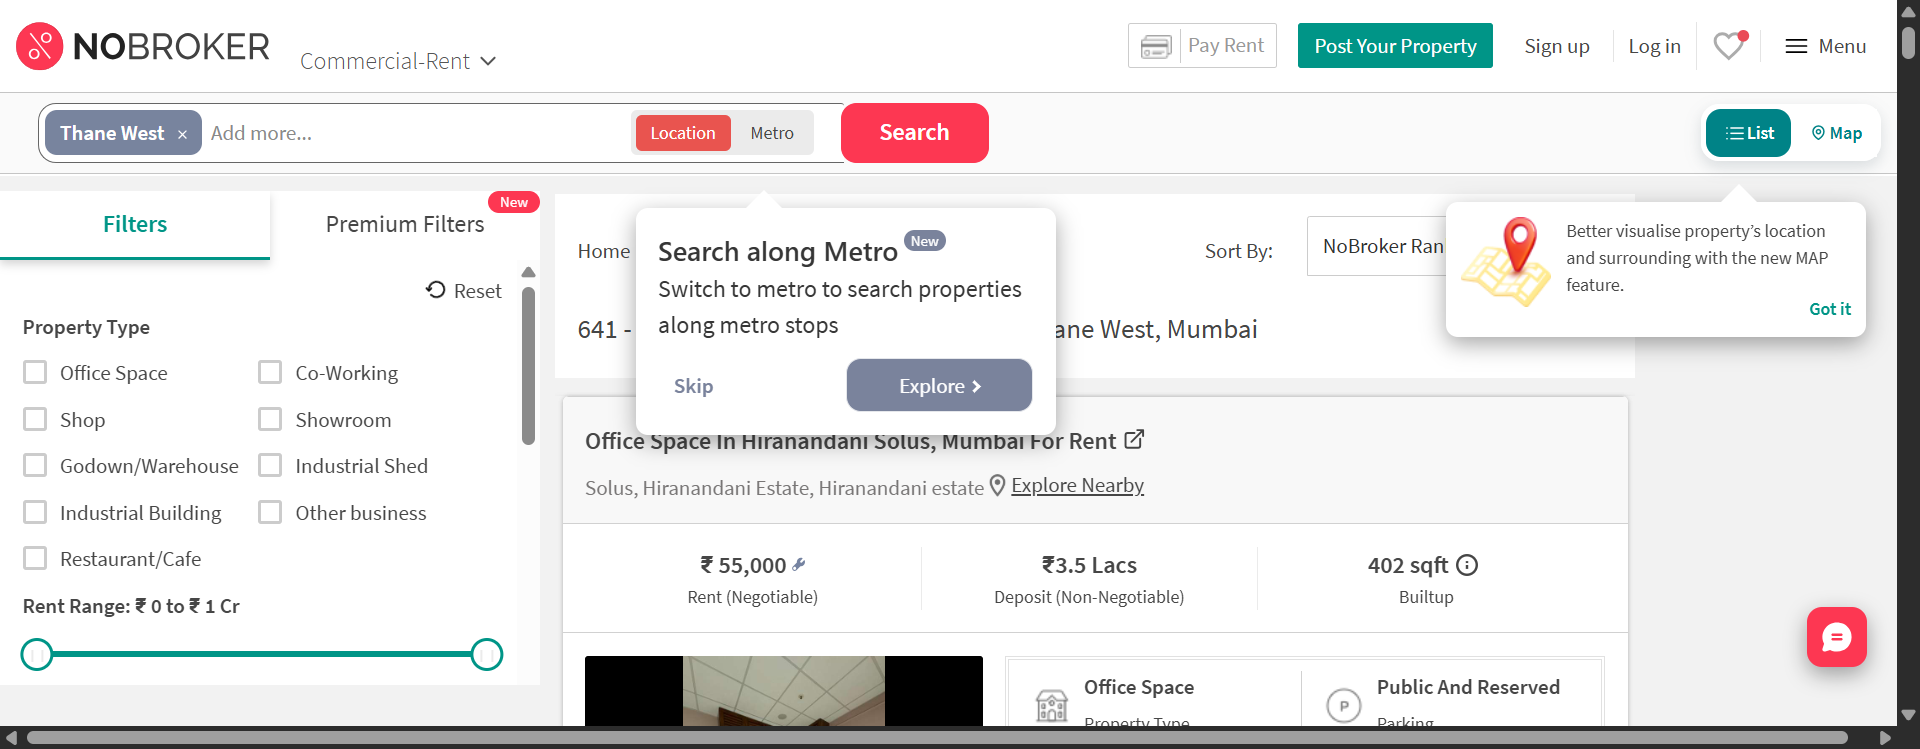 NOBROKER
Commercial-Rent
Pay Rent
Post Your Property
Sign up
Log in
Menu
Thane West ×
Add more...
Location
Metro
Search
List
Map
Filters
Premium Filters
New
Reset
Property Type
Office Space
Co-Working
Shop
Showroom
Godown/Warehouse
Industrial Shed
Industrial Building
Other business
Restaurant/Cafe
Rent Range: ₹ 0 to ₹ 1 Cr
Home
Search along Metro New
Switch to metro to search properties
along metro stops
Skip
Explore
Sort By:
NoBroker Ran
Better visualise property's location
and surrounding with the new MAP
feature.
Got it
641 -
ane West, Mumbai
Office Space In Hiranandani Solus, Mumbai For Rent
Solus, Hiranandani Estate, Hiranandani estate
Explore Nearby
₹ 55,000
Rent (Negotiable)
₹3.5 Lacs
Deposit (Non-Negotiable)
402 sqft
Builtup
Office Space
Property Type
Public And Reserved
Parking